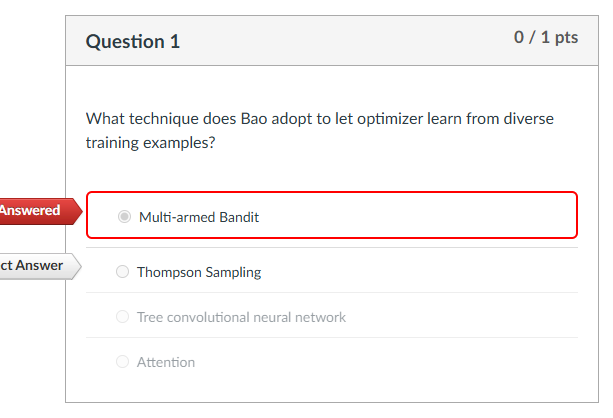 Question 1
0 / 1 pts
What technique does Bao adopt to let optimizer learn from diverse
training examples?
Answered
Multi-armed Bandit
ct Answer
Thompson Sampling
Tree convolutional neural network
Attention